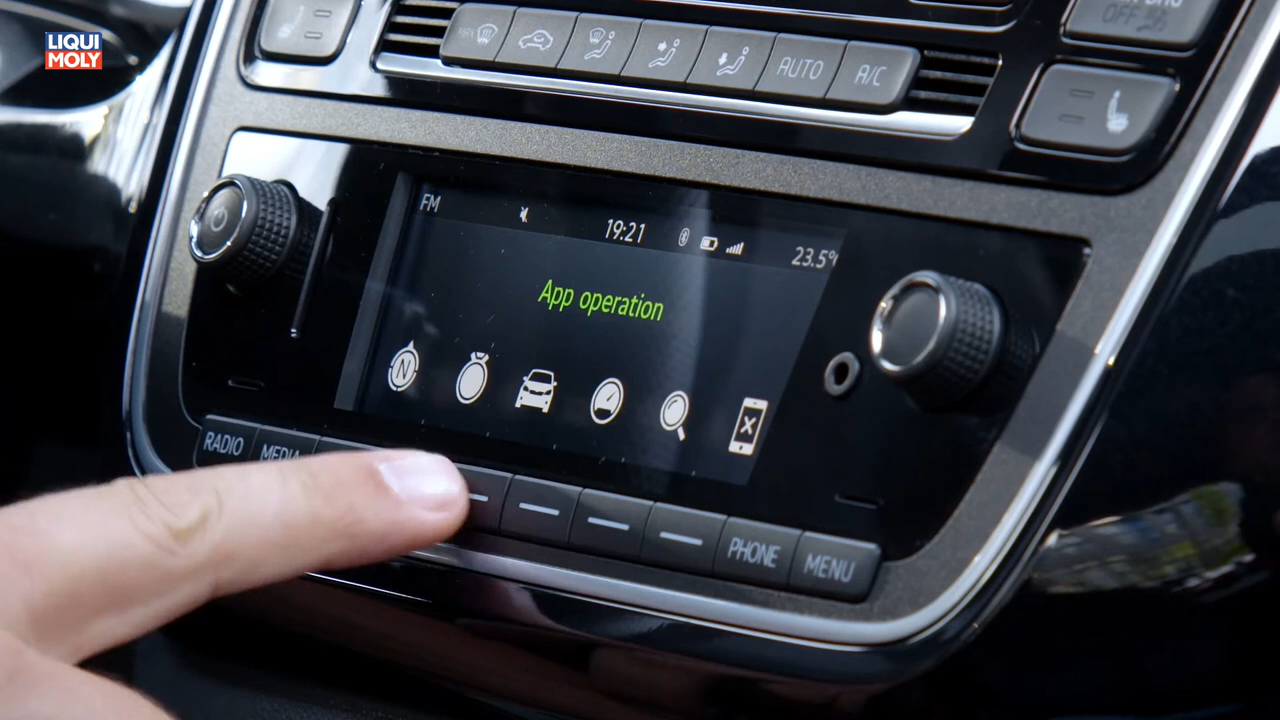 LIQUI
MOLY
OFF
AUTO
A/C
FM
19:21
23.5°
App operation
N
RADIO
MEDIA
PHONE
MENU